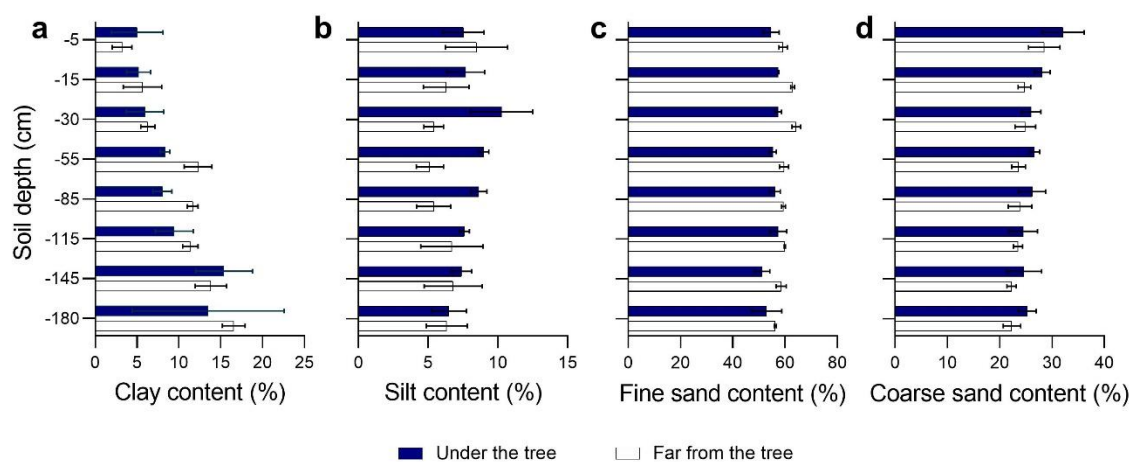 a
b
c
d
Soil depth (cm)
-5
-15
-30
-55
-85
-115
-145
-180
0 5 10 15 20 25
0 5 10 15
0 20 40 60 80
0 10 20 30 40
Clay content (%)
Silt content (%)
Fine sand content (%)
Coarse sand content (%)
Under the tree
Far from the tree